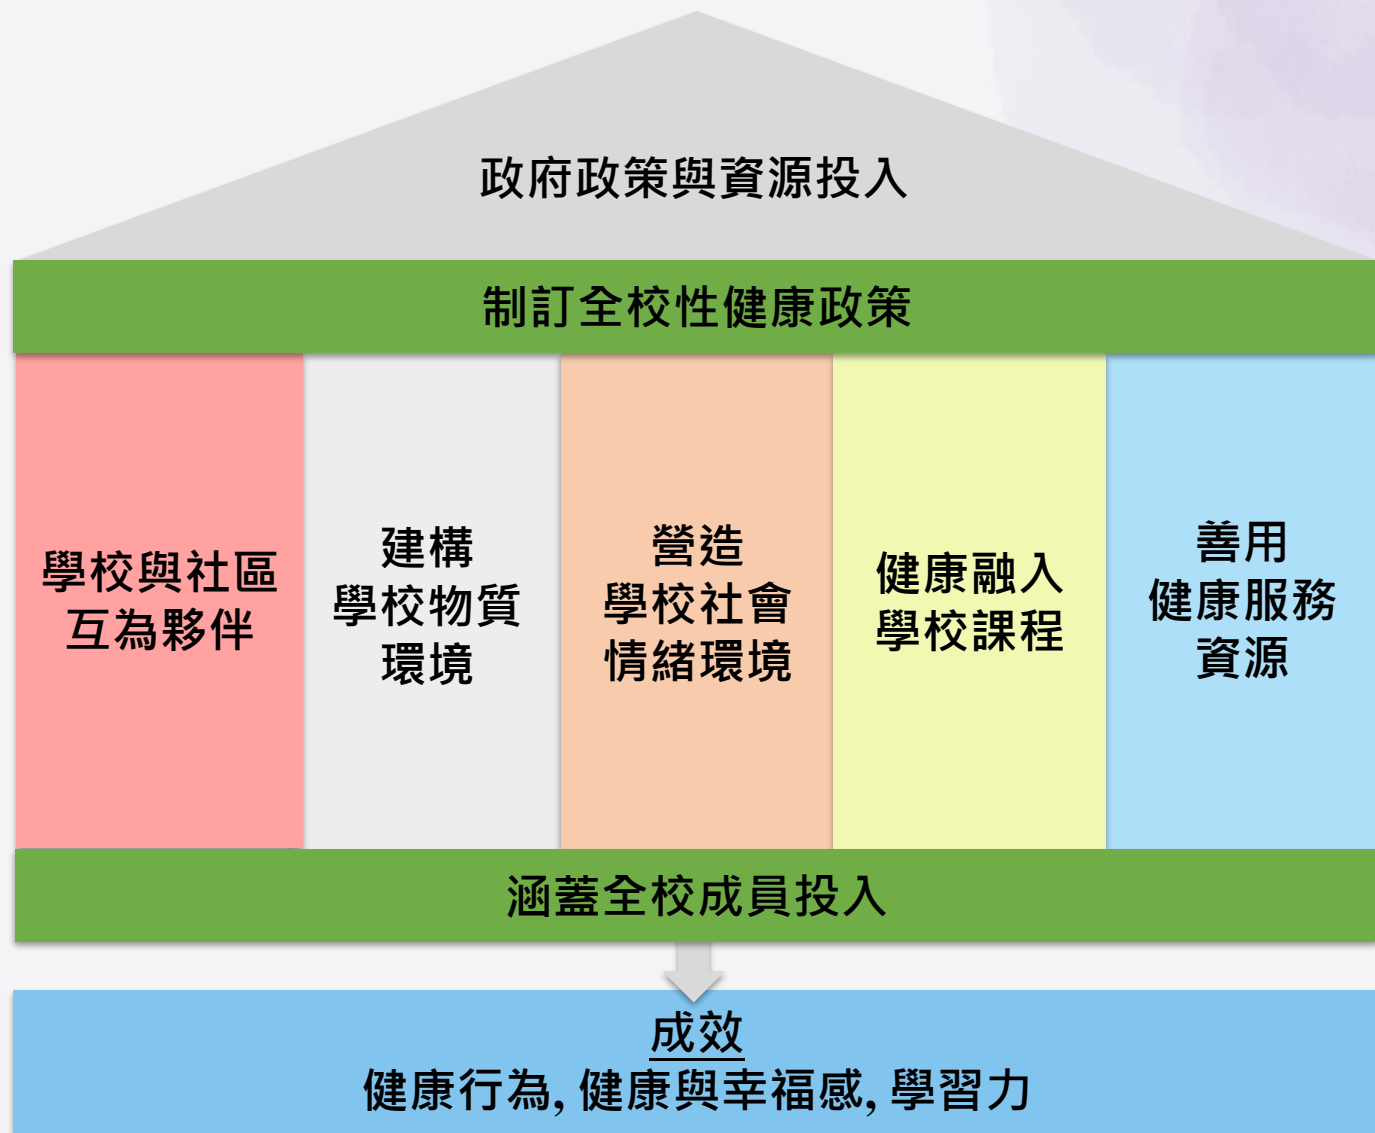 政府政策與資源投入
制訂全校性健康政策
學校與社區
互為夥伴
建構
學校物質
環境
營造
學校社會
情緒環境
健康融入
學校課程
善用
健康服務
資源
涵蓋全校成員投入
成效
健康行為, 健康與幸福感, 學習力